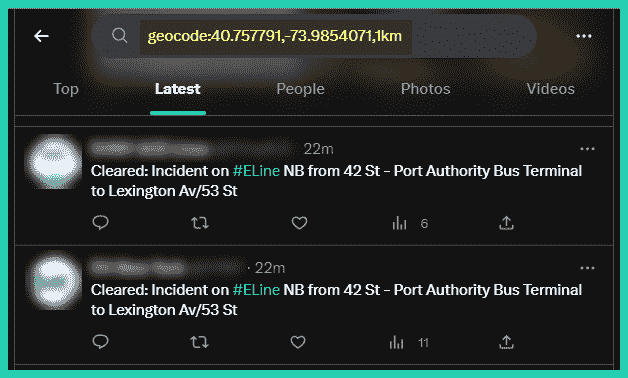 geocode:40.757791,-73.9854071,1km
Top Latest People Photos Videos
22m
Cleared: Incident on #ELine NB from 42 St - Port Authority Bus Terminal
to Lexington Av/53 St
6
· 22m
Cleared: Incident on #ELine NB from 42 St - Port Authority Bus Terminal
to Lexington Av/53 St
11